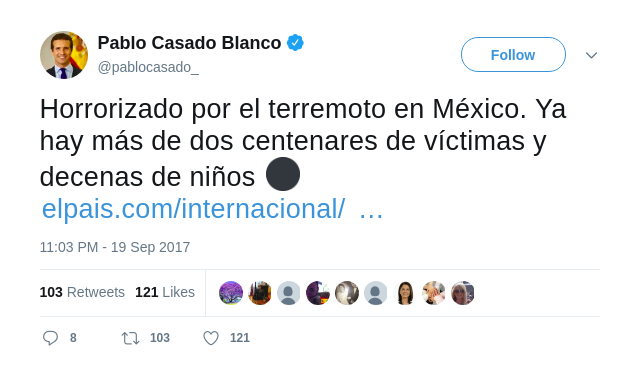 Pablo Casado Blanco
@pablocasado_
Follow
Horrorizado por el terremoto en México. Ya
hay más de dos centenares de víctimas y
decenas de niños ⚫
elpais.com/internacional/ …
11:03 PM - 19 Sep 2017
103 Retweets 121 Likes
8 103 121